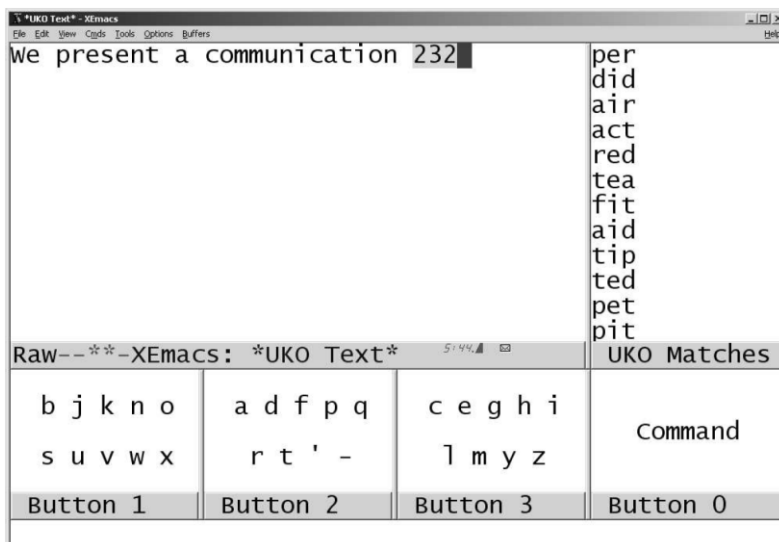 *UKO Text* - XEmacs
File Edit View Cmds Tools Options Buffers Help
We present a communication 232
per
did
air
act
red
tea
fit
aid
tip
ted
pet
pit
Raw--**-XEmacs: *UKO Text* 5:44
UKO Matches
b j k n o
s u v w x
a d f p q
r t ' -
c e g h i
l m y z
Command
Button 1
Button 2
Button 3
Button 0